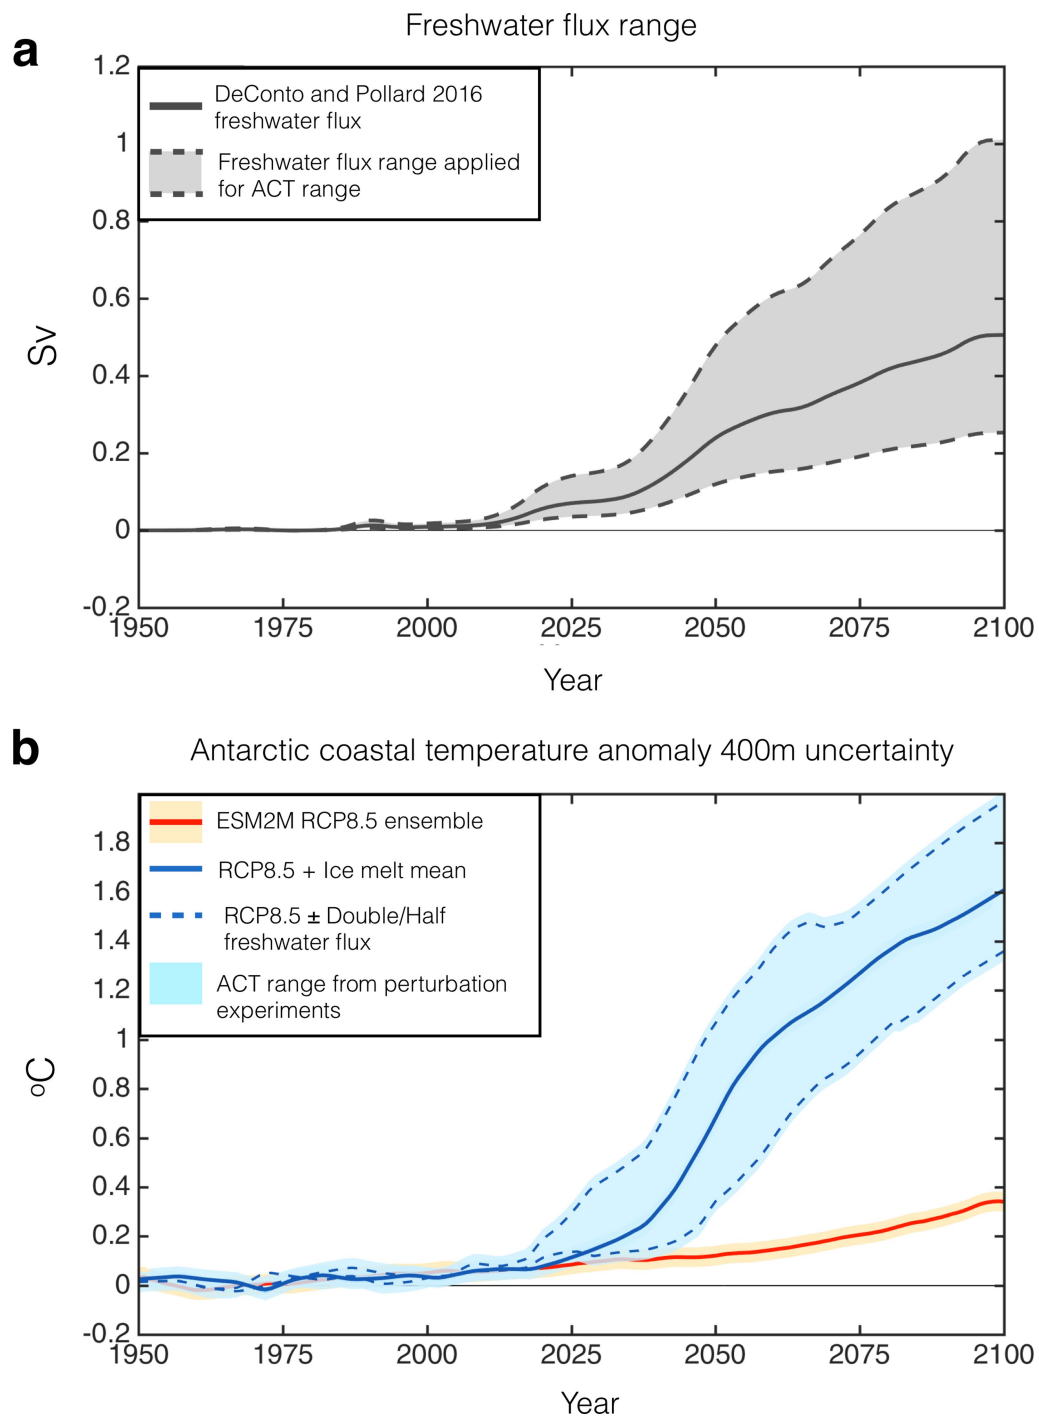 a
Freshwater flux range
1.2
1
0.8
0.6
0.4
0.2
0
-0.2
Sv
DeConto and Pollard 2016
freshwater flux
Freshwater flux range applied
for ACT range
1950 1975 2000 2025 2050 2075 2100
Year
b
Antarctic coastal temperature anomaly 400m uncertainty
1.8
1.6
1.4
1.2
1
0.8
0.6
0.4
0.2
0
-0.2
ºC
ESM2M RCP8.5 ensemble
RCP8.5 + Ice melt mean
RCP8.5 ± Double/Half
freshwater flux
ACT range from perturbation
experiments
1950 1975 2000 2025 2050 2075 2100
Year